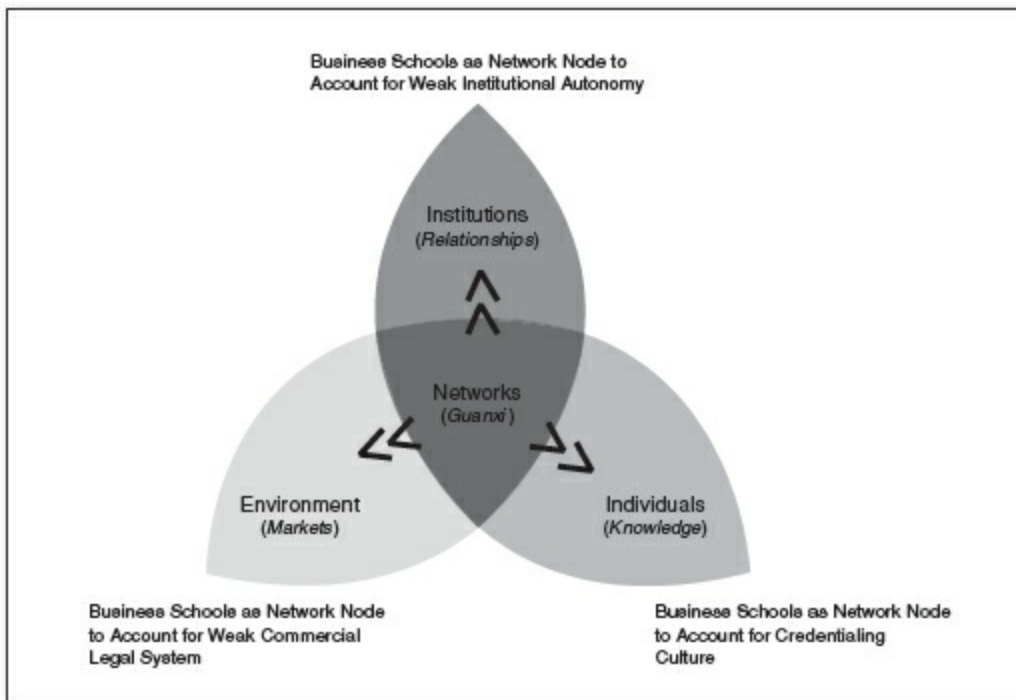 Business Schools as Network Node to
Account for Weak Institutional Autonomy
Institutions
(Relationships)
Networks
(Guanxi)
Environment
(Markets)
Individuals
(Knowledge)
Business Schools as Network Node
to Account for Weak Commercial
Legal System
Business Schools as Network Node
to Account for Credentialing
Culture